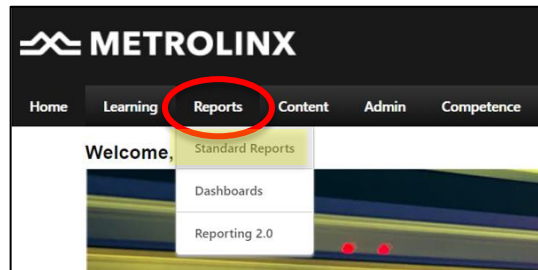 METROLINX
Home Learning Reports Content Admin Competence
Welcome,
Standard Reports
Dashboards
Reporting 2.0